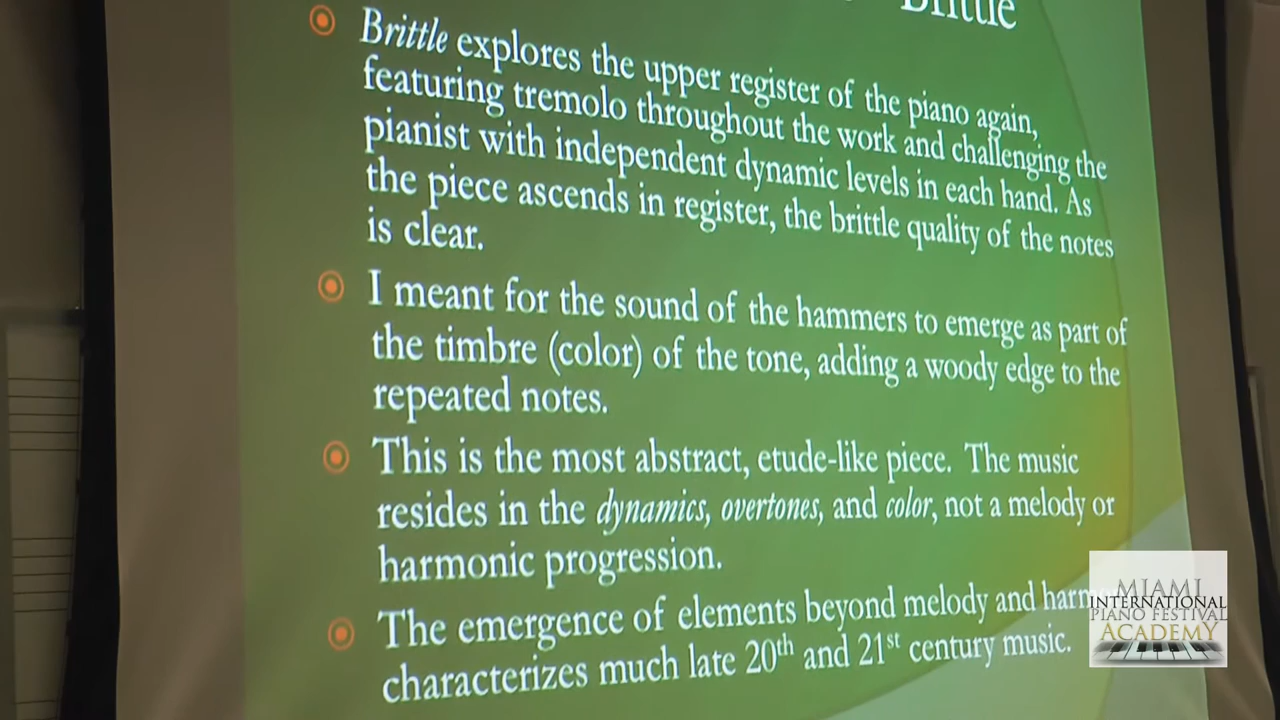 Brittle
Brittle explores the upper register of the piano again,
featuring tremolo throughout the work and challenging the
pianist with independent dynamic levels in each hand. As
the piece ascends in register, the brittle quality of the notes
is clear.
I meant for the sound of the hammers to emerge as part of
the timbre (color) of the tone, adding a woody edge to the
repeated notes.
This is the most abstract, etude-like piece. The music
resides in the dynamics, overtones, and color, not a melody or
harmonic progression.
The emergence of elements beyond melody and harm
characterizes much late 20th and 21st century music.
MIAMI
INTERNATIONAL
PIANO FESTIVAL
ACADEMY